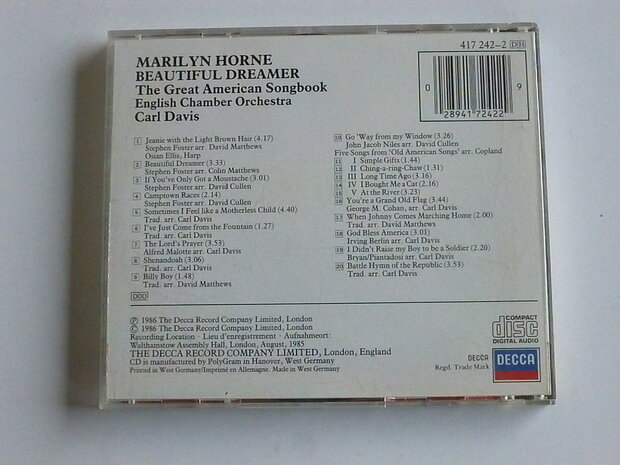 417 242-2 DH
MARILYN HORNE
BEAUTIFUL DREAMER
The Great American Songbook
English Chamber Orchestra
Carl Davis
0
28941 72422
9
1 Jeanie with the Light Brown Hair (4.17)
Stephen Foster arr. David Matthews
Osian Ellis, Harp
2 Beautiful Dreamer (3.33)
Stephen Foster arr. Colin Matthews
3 If You've Only Got a Moustache (3.01)
Stephen Foster arr. David Cullen
4 Camptown Races (2.14)
Stephen Foster arr. David Cullen
5 Sometimes I Feel like a Motherless Child (4.40)
Trad. arr. Carl Davis
6 I've Just Come from the Fountain (1.27)
Trad. arr. Carl Davis
7 The Lord's Prayer (3.53)
Alfred Malotte arr. Carl Davis
8 Shenandoah (3.06)
Trad. arr. Carl Davis
9 Billy Boy (1.48)
Trad. arr. David Matthews
DDD
10 Go 'Way from my Window (3.26)
John Jacob Niles arr. David Cullen
Five Songs from 'Old American Songs' arr. Copland
11 I Simple Gifts (1.44)
12 II Ching-a-ring-Chaw (1.31)
13 III Long Time Ago (3.16)
14 IV I Bought Me a Cat (2.16)
15 V At the River (3.23)
16 You're a Grand Old Flag (3.44)
George M. Cohan, arr. Carl Davis
17 When Johnny Comes Marching Home (2.00)
Trad. arr. David Matthews
18 God Bless America (3.01)
Irving Berlin arr. Carl Davis
19 I Didn't Raise my Boy to be a Soldier (2.20)
Bryan/Piantadosi arr. Carl Davis
20 Battle Hymn of the Republic (3.53)
Trad. arr. Carl Davis
℗ 1986 The Decca Record Company Limited, London
© 1986 The Decca Record Company Limited, London
Recording Location · Lieu d'enregistrement · Aufnahmeort:
Walthamstow Assembly Hall, London, August, 1985
THE DECCA RECORD COMPANY LIMITED, London, England
CD is manufactured by PolyGram in Hanover, West Germany
Printed in West Germany/Imprimé en Allemagne. Made in West Germany
COMPACT
disc
DIGITAL AUDIO
DECCA
Regd. Trade Mark
DECCA